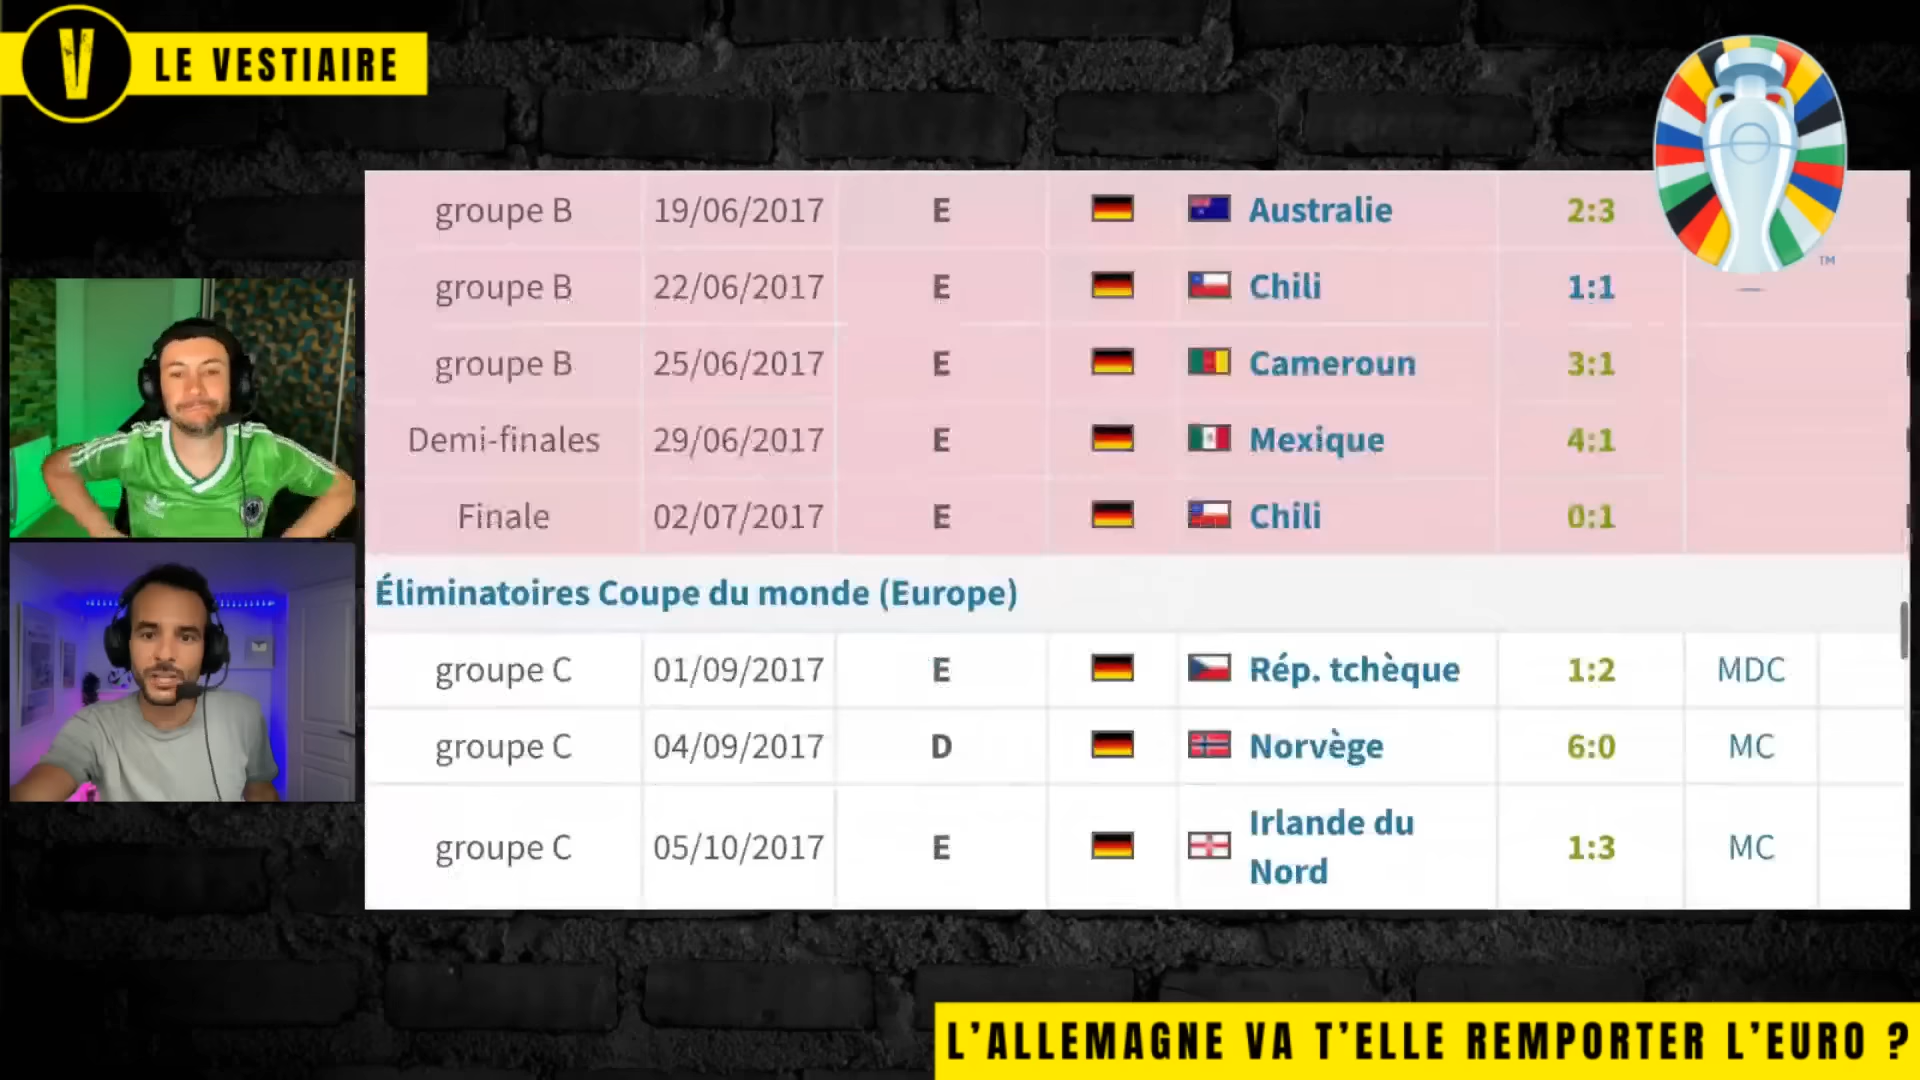 V LE VESTIAIRE
groupe B 19/06/2017 E Australie 2:3
groupe B 22/06/2017 E Chili 1:1
groupe B 25/06/2017 E Cameroun 3:1
Demi-finales 29/06/2017 E Mexique 4:1
Finale 02/07/2017 E Chili 0:1
Éliminatoires Coupe du monde (Europe)
groupe C 01/09/2017 E Rép. tchèque 1:2 MDC
groupe C 04/09/2017 D Norvège 6:0 MC
groupe C 05/10/2017 E Irlande du
Nord 1:3 MC
TM
L'ALLEMAGNE VA T'ELLE REMPORTER L'EURO ?